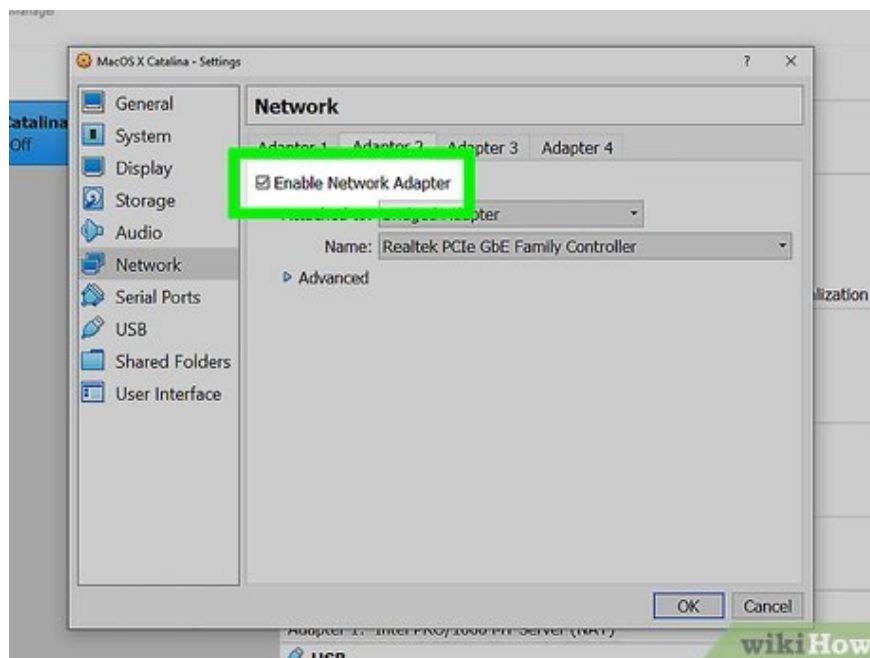 Manager
MacOS X Catalina - Settings
?
×
Catalina
Off
General
System
Display
Storage
Audio
Network
Serial Ports
USB
Shared Folders
User Interface
Network
Adapter 1 Adapter 2 Adapter 3 Adapter 4
Enable Network Adapter
Attached to: Bridged Adapter
Name: Realtek PCIe GbE Family Controller
Advanced
OK Cancel
lization
Adapter 1: Intel PRO/1000 MT Server (NAT)
USB
wikiHow